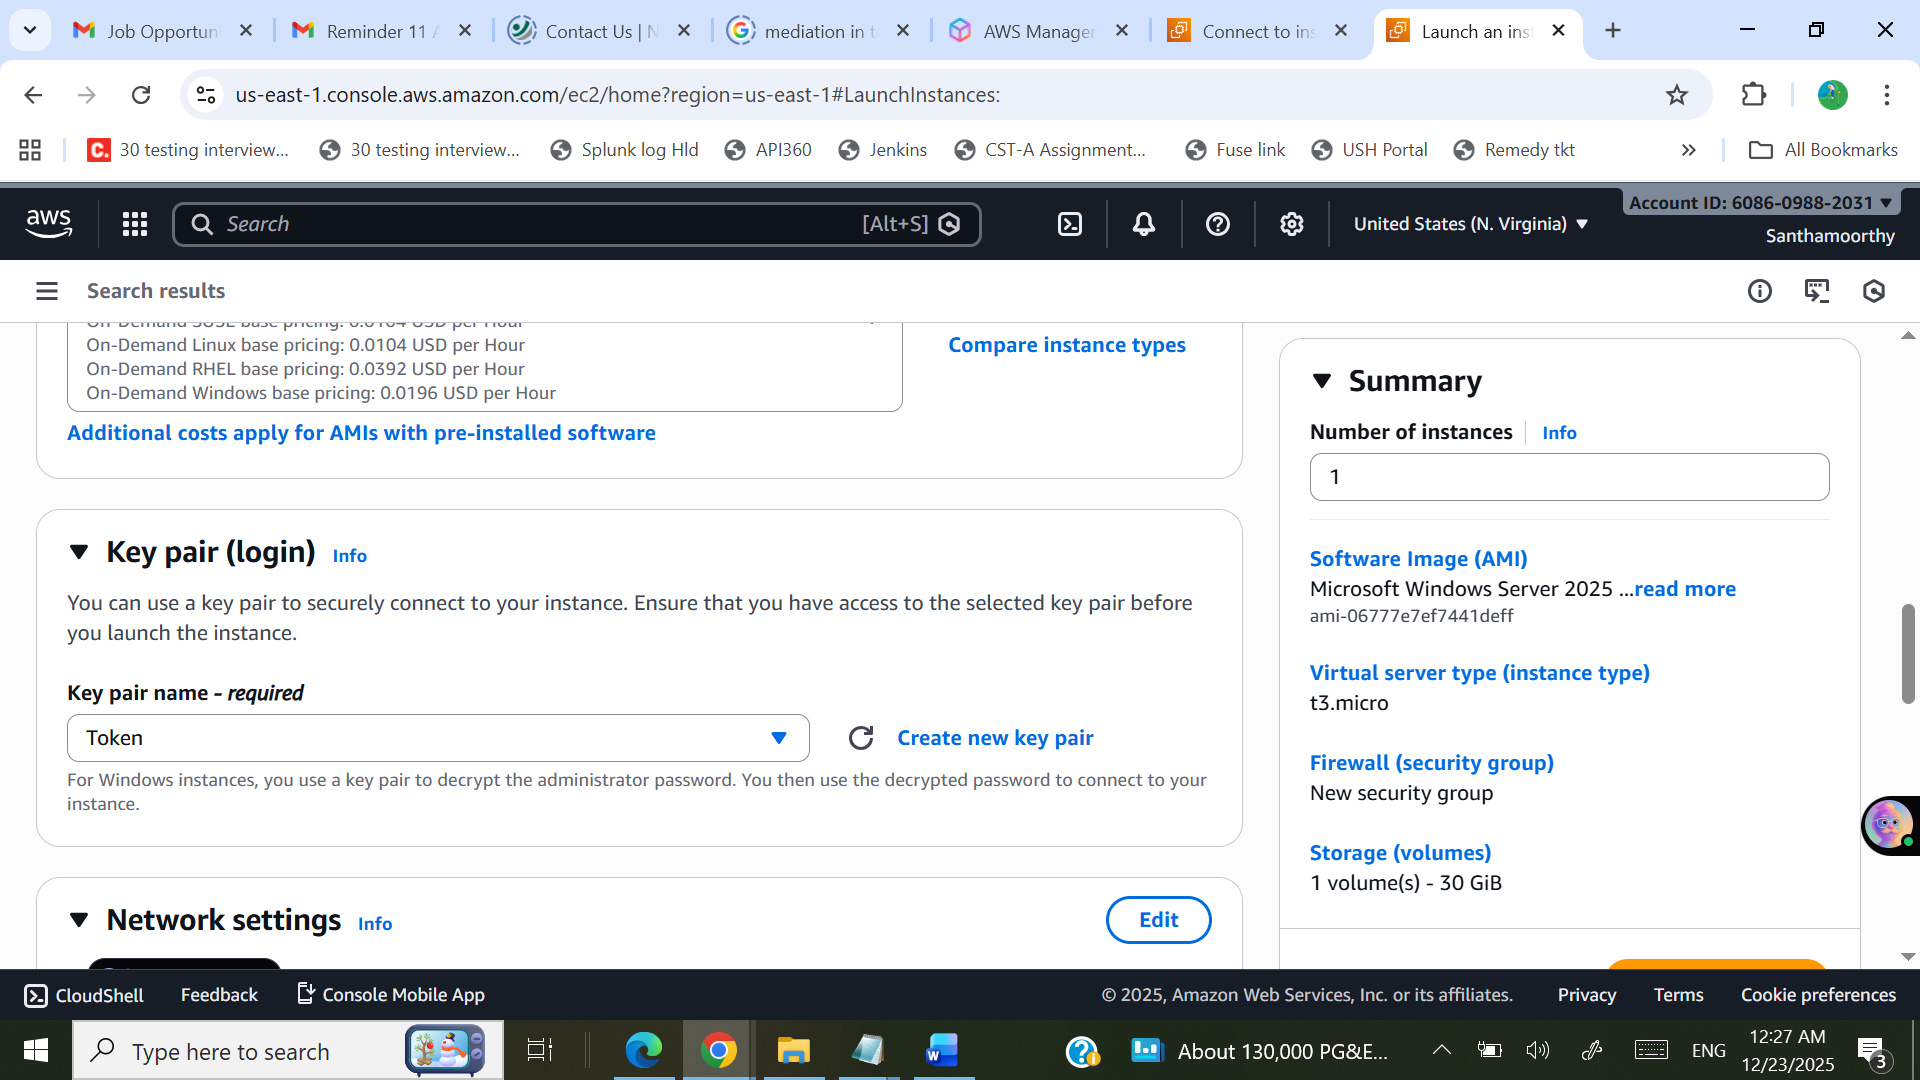 Job Opportun
Reminder 11 A
Contact Us | N
mediation in t
AWS Manager
Connect to ins
Launch an inst
us-east-1.console.aws.amazon.com/ec2/home?region=us-east-1#LaunchInstances:
30 testing interview...
30 testing interview...
Splunk log Hld
API360
Jenkins
CST-A Assignment...
Fuse link
USH Portal
Remedy tkt
All Bookmarks
aws
Search
[Alt+S]
United States (N. Virginia)
Account ID: 6086-0988-2031
Santhamoorthy
Search results
On-Demand SUSE base pricing: 0.0104 USD per Hour
On-Demand Linux base pricing: 0.0104 USD per Hour
On-Demand RHEL base pricing: 0.0392 USD per Hour
On-Demand Windows base pricing: 0.0196 USD per Hour
Compare instance types
Additional costs apply for AMIs with pre-installed software
Key pair (login) Info
You can use a key pair to securely connect to your instance. Ensure that you have access to the selected key pair before
you launch the instance.
Key pair name - required
Token
Create new key pair
For Windows instances, you use a key pair to decrypt the administrator password. You then use the decrypted password to connect to your
instance.
Network settings Info
Edit
Summary
Number of instances Info
1
Software Image (AMI)
Microsoft Windows Server 2025 ...read more
ami-06777e7ef7441deff
Virtual server type (instance type)
t3.micro
Firewall (security group)
New security group
Storage (volumes)
1 volume(s) - 30 GiB
CloudShell
Feedback
Console Mobile App
© 2025, Amazon Web Services, Inc. or its affiliates.
Privacy
Terms
Cookie preferences
Type here to search
About 130,000 PG&E...
ENG
12:27 AM
12/23/2025
3